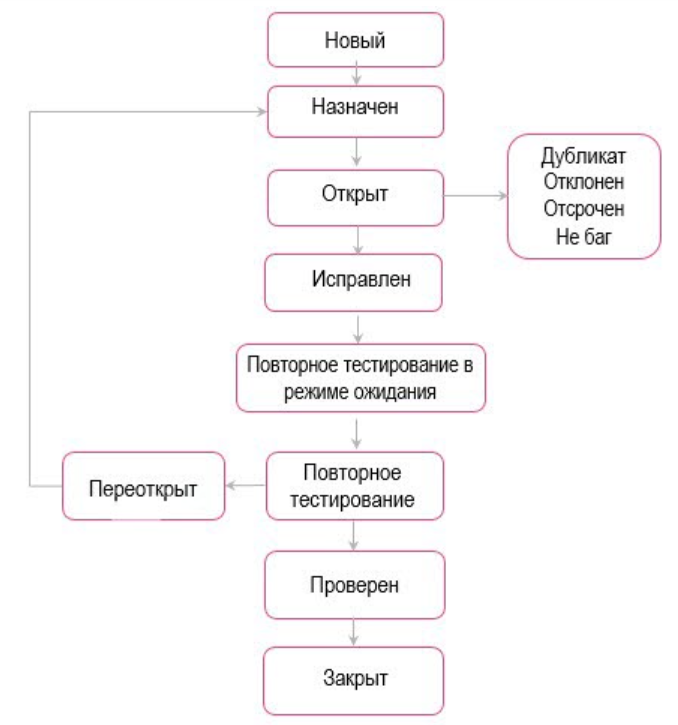 Новый
Назначен
Дубликат
Отклонен
Отсрочен
Не баг
Открыт
Исправлен
Повторное тестирование в
режиме ожидания
Повторное
тестирование
Переоткрыт
Проверен
Закрыт